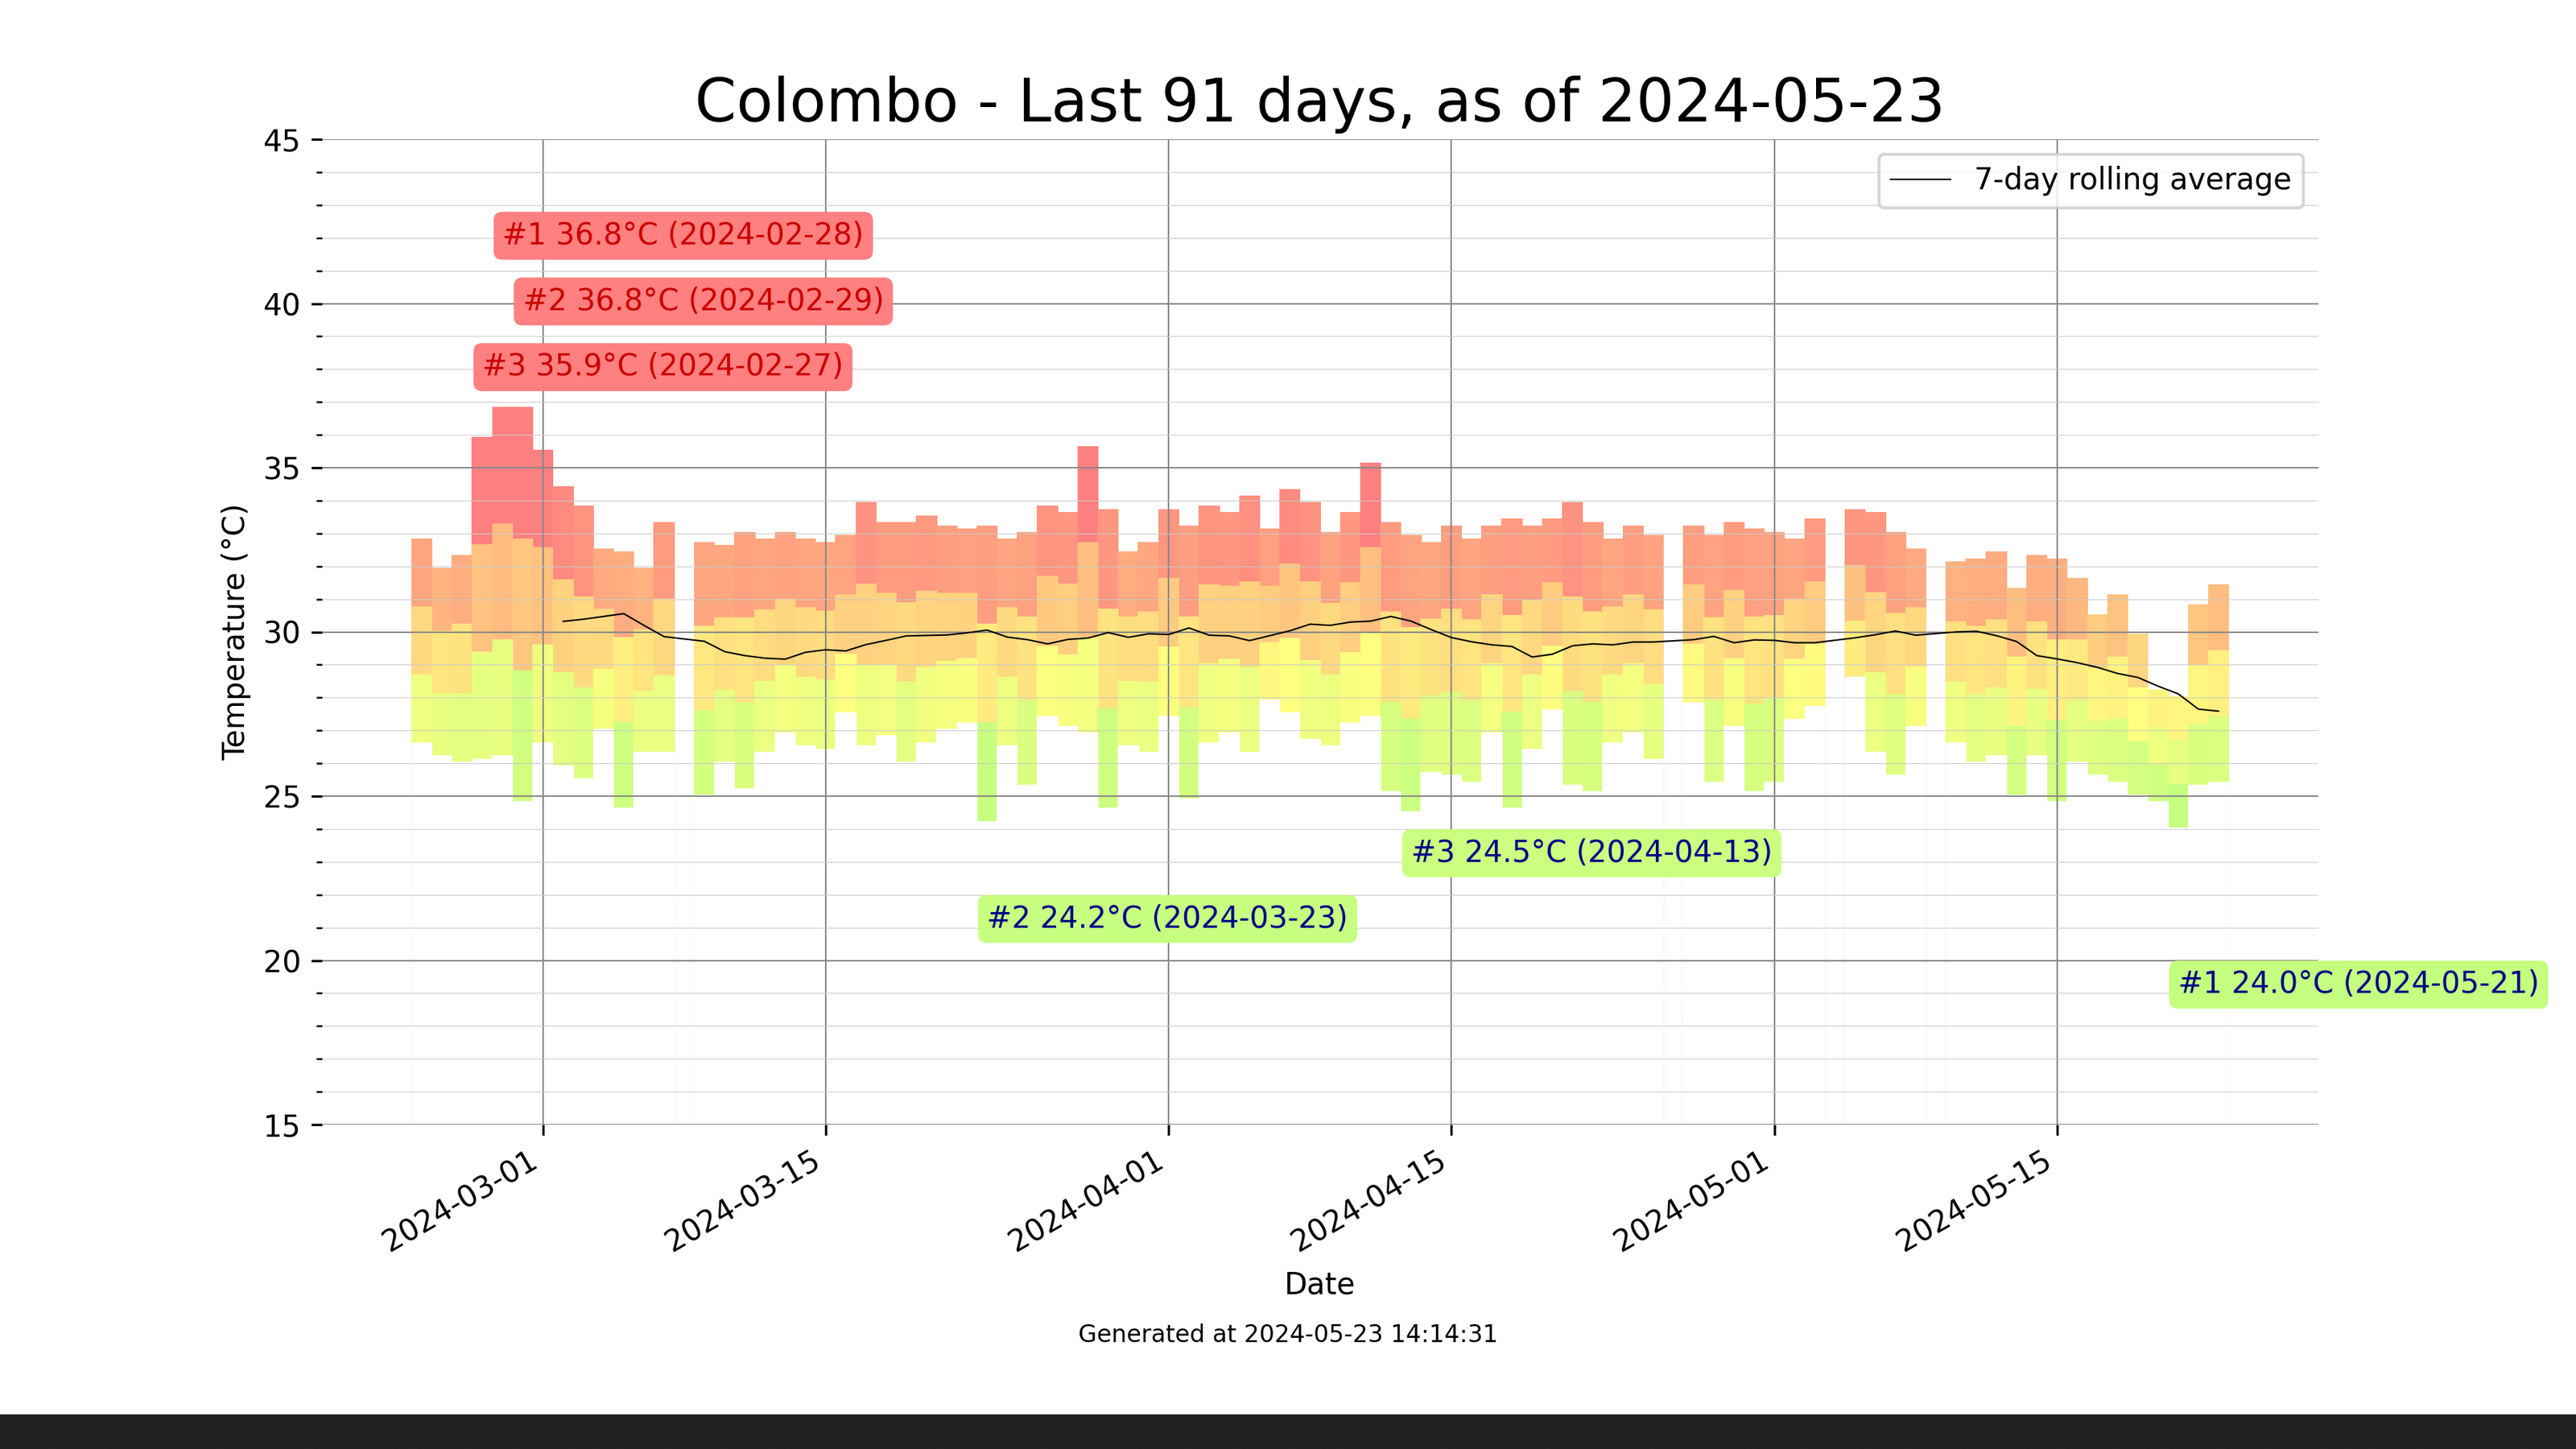 Colombo - Last 91 days, as of 2024-05-23
45
7-day rolling average
#1 36.8°C (2024-02-28)
#2 36.8°C (2024-02-29)
40
#3 35.9°C (2024-02-27)
35
Temperature (°C)
30
25
#3 24.5°C (2024-04-13)
#2 24.2°C (2024-03-23)
20
#1 24.0°C (2024-05-21)
15
2024-03-01
2024-03-15
2024-04-01
2024-04-15
2024-05-01
2024-05-15
Date
Generated at 2024-05-23 14:14:31